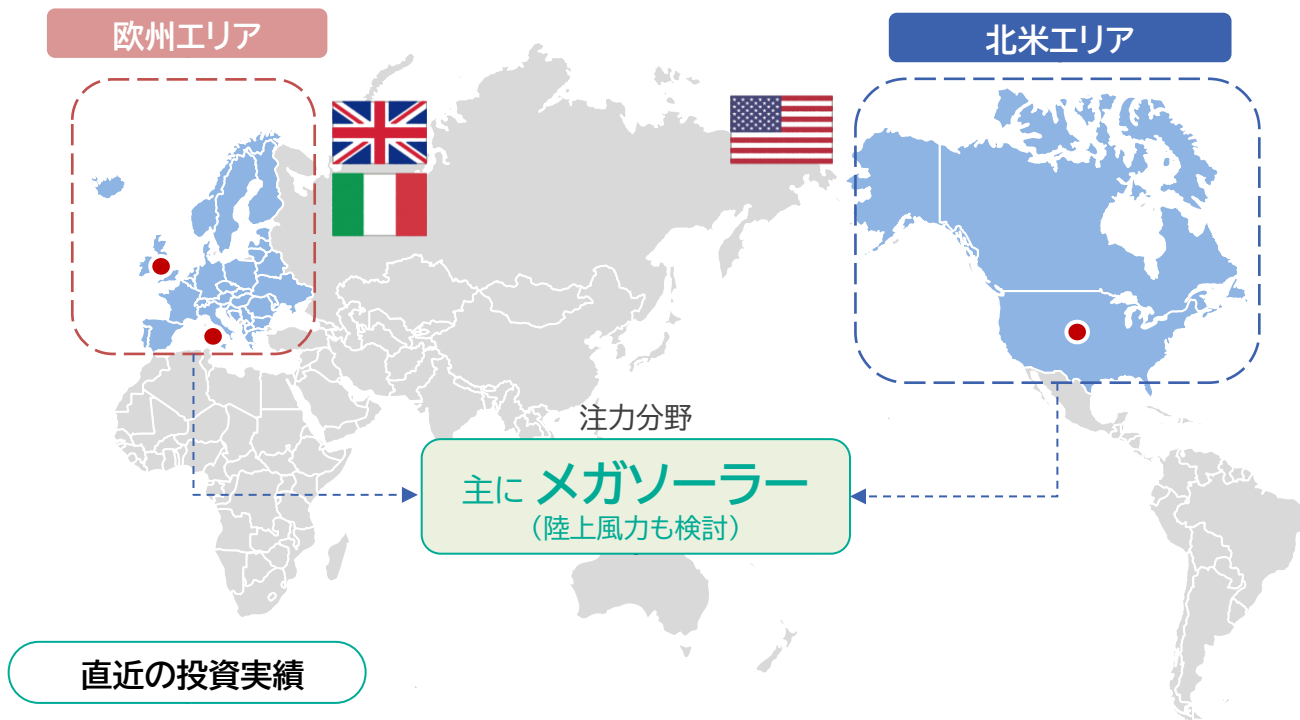 欧州エリア
北米エリア
注力分野
主に メガソーラー
（陸上風力も検討）
直近の投資実績